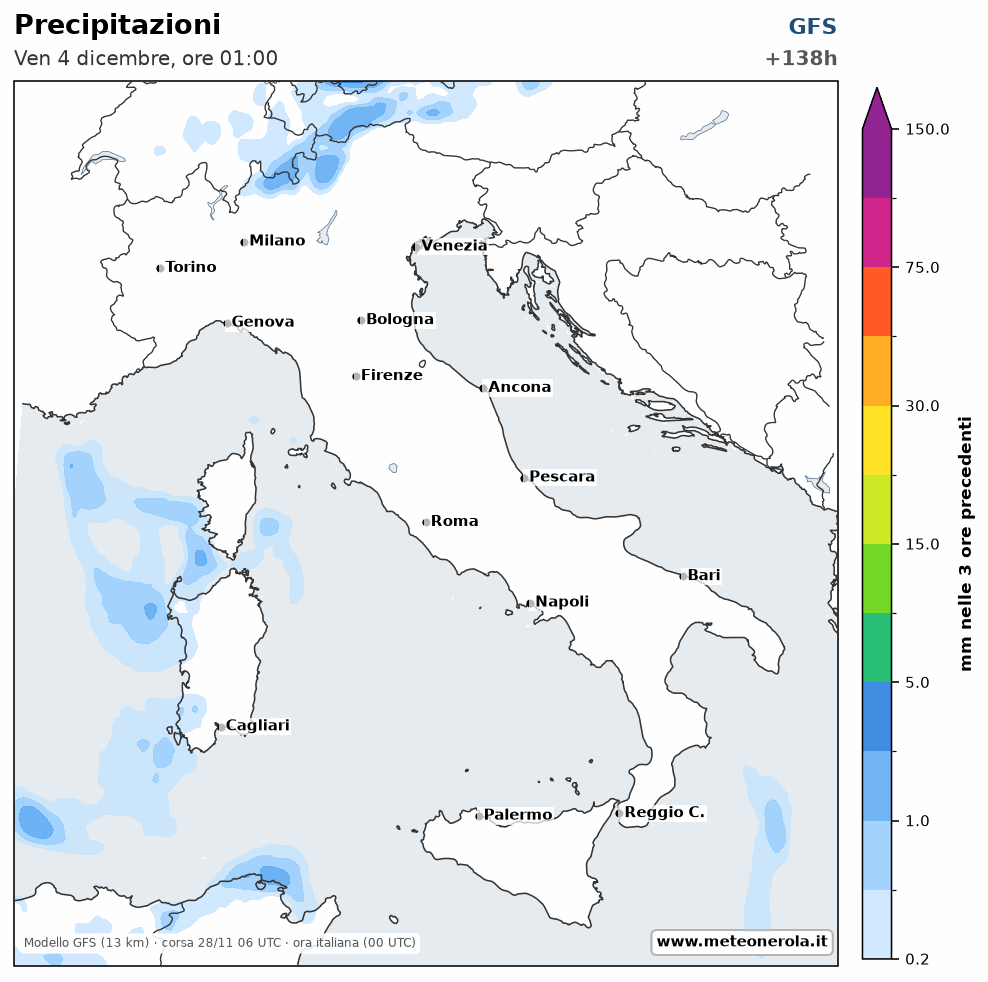 Precipitazioni
GFS
Ven 4 dicembre, ore 01:00
+138h
150.0
75.0
30.0
15.0
5.0
1.0
0.2
mm nelle 3 ore precedenti
Milano
Venezia
Torino
Genova
Bologna
Firenze
Ancona
Pescara
Roma
Bari
Napoli
Cagliari
Palermo
Reggio C.
Modello GFS (13 km) · corsa 28/11 06 UTC · ora italiana (00 UTC)
www.meteonerola.it